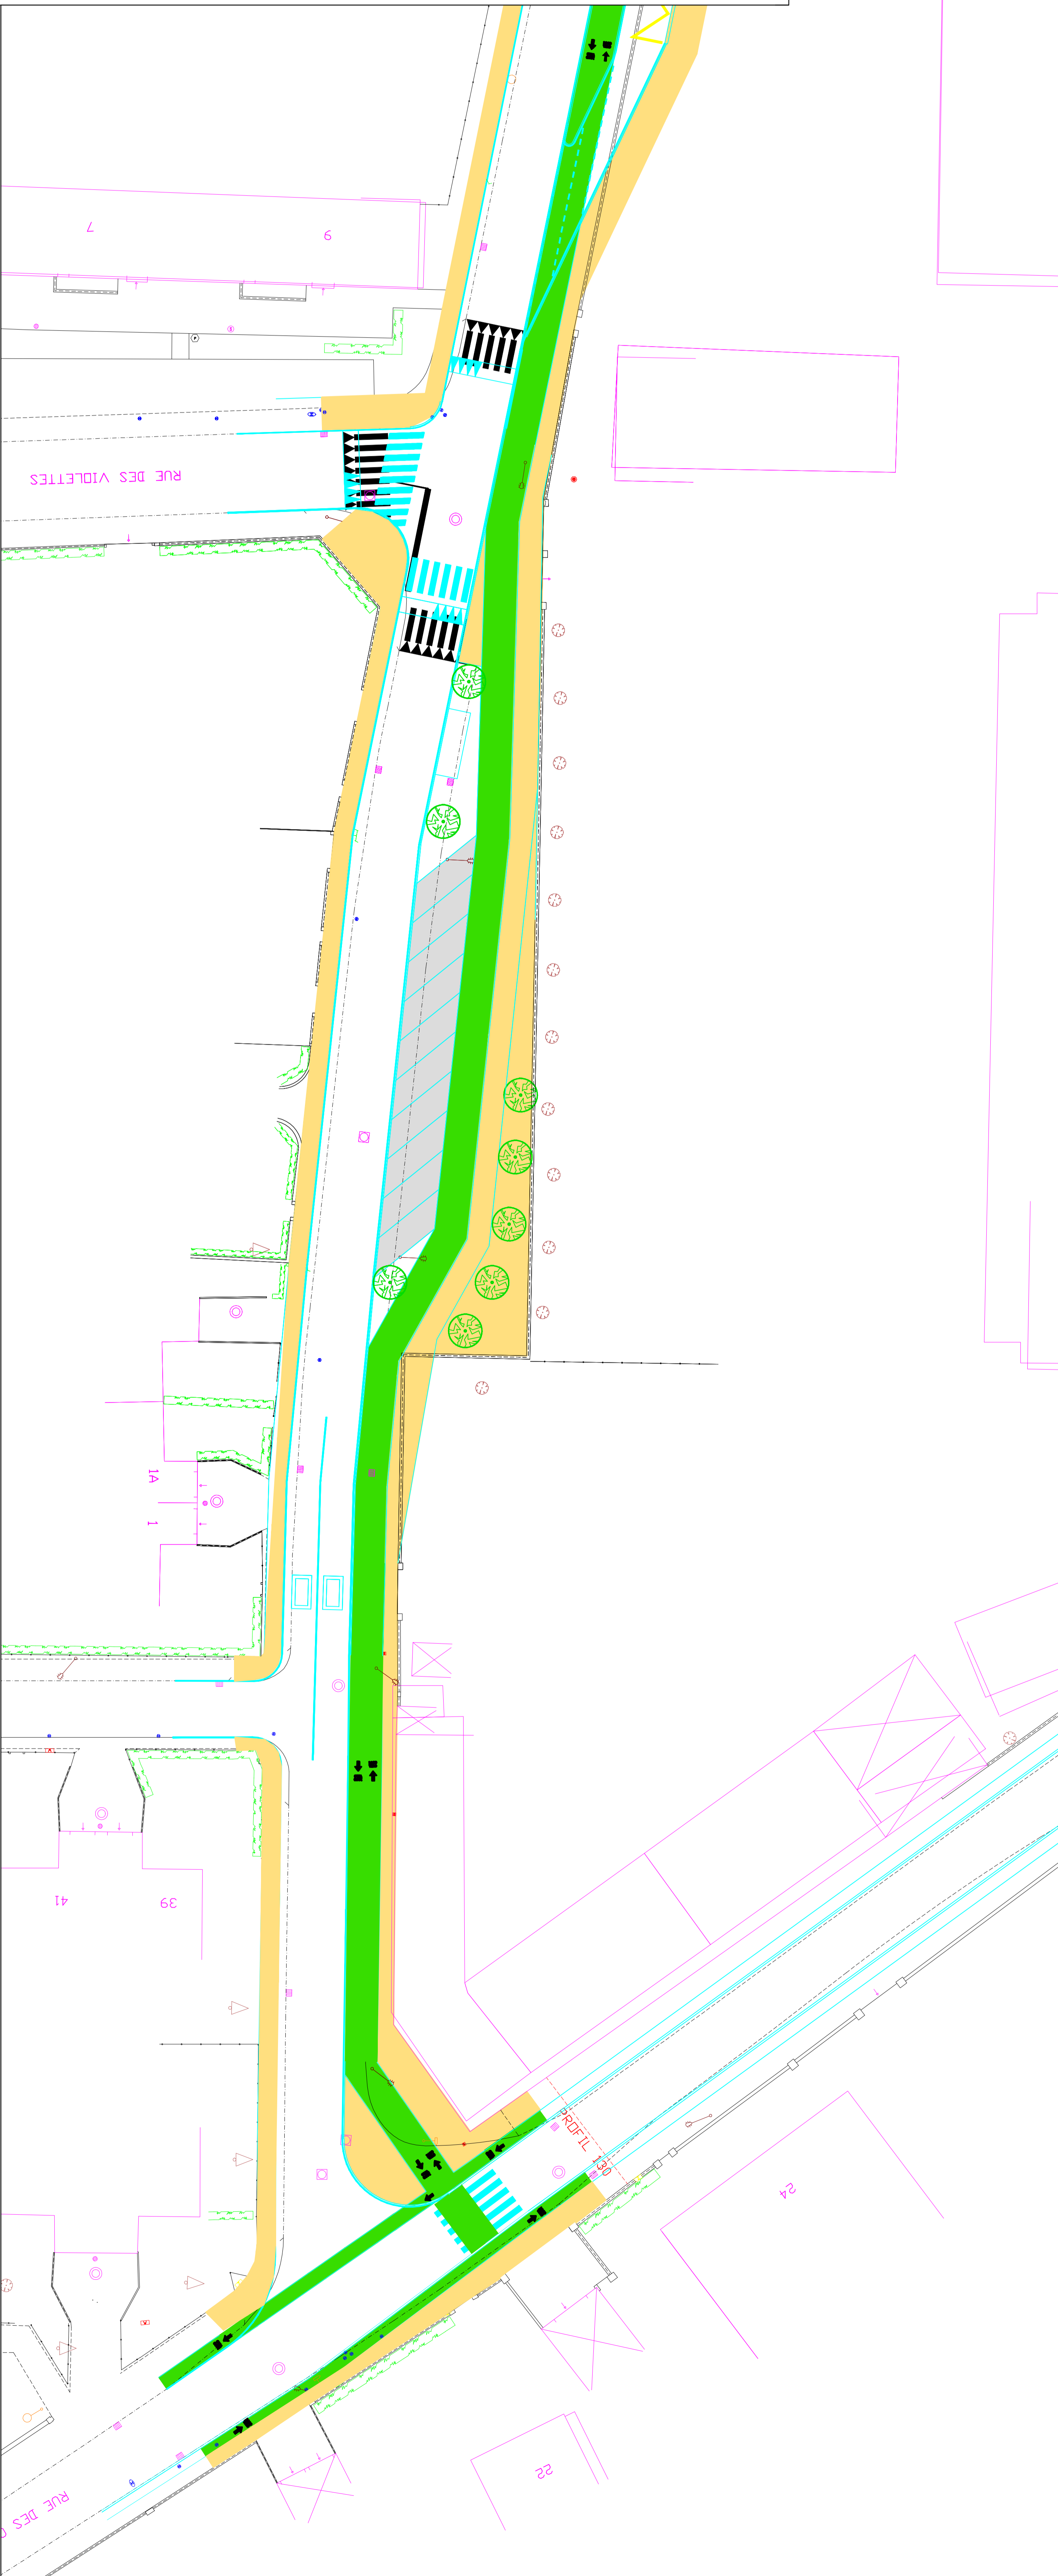 7
9
RUE DES VIOLETTES
1A
1
41
39
PROFIL 130
24
22
RUE DES